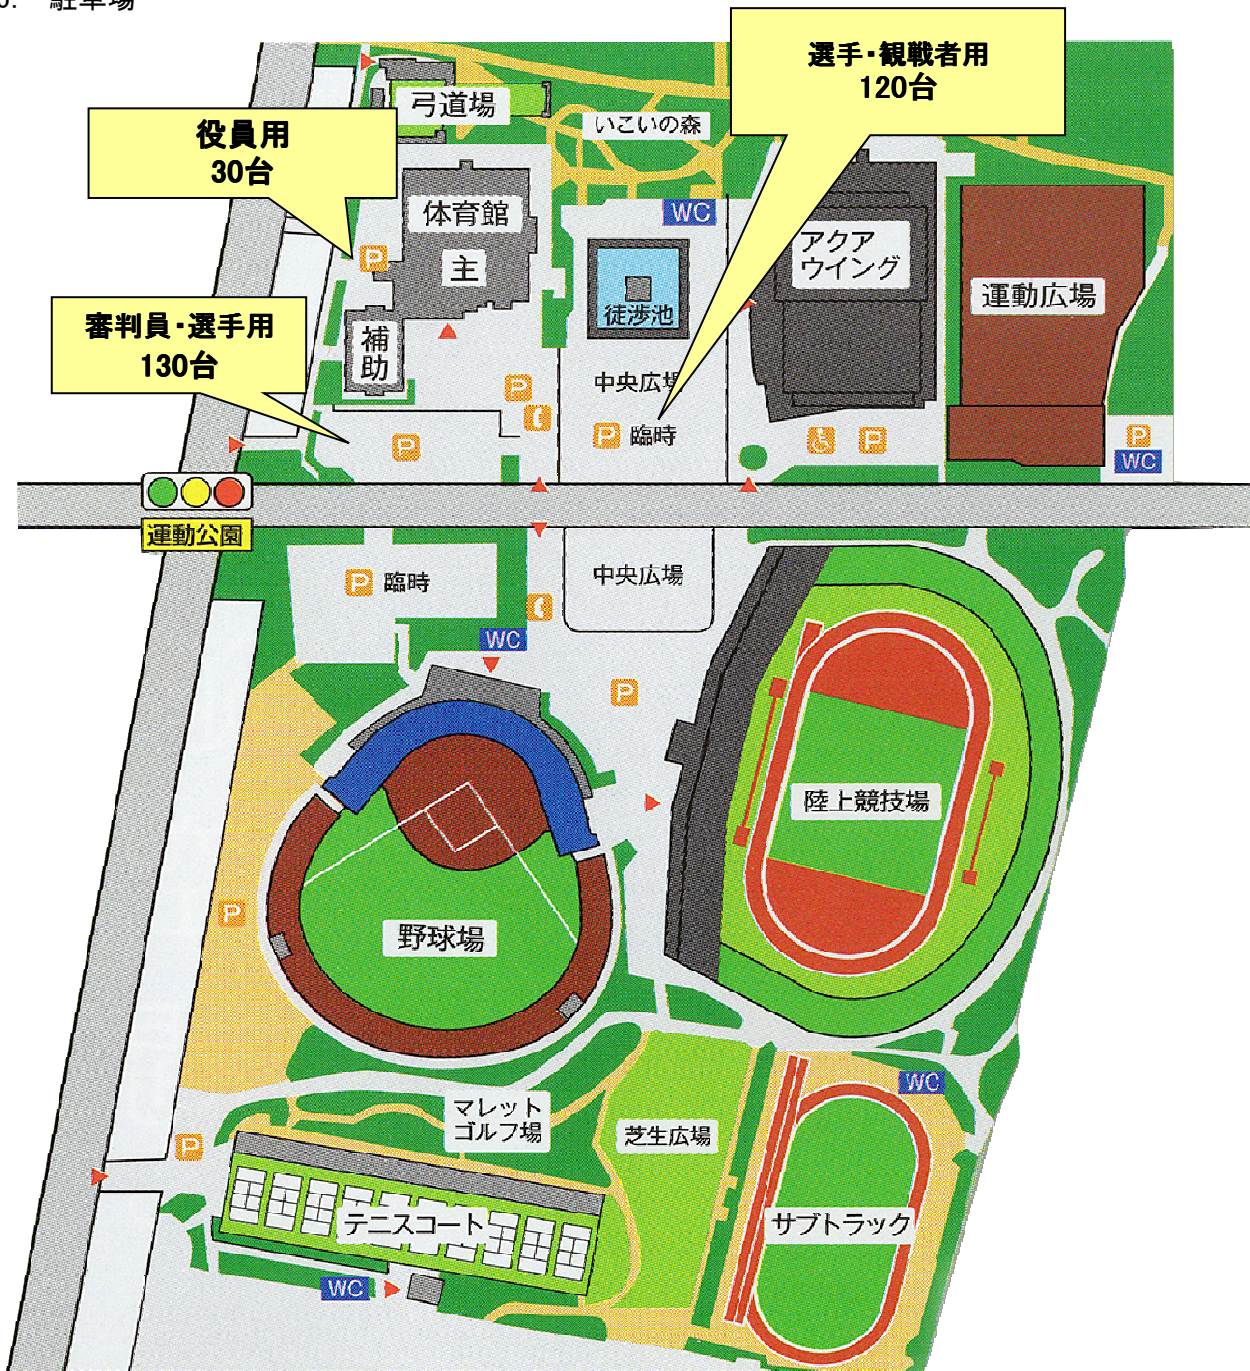 駐車場
選手・観戦者用
120台
役員用
30台
弓道場
いこいの森
体育館
主
WC
アクア
ウイング
運動広場
徒渉池
審判員・選手用
130台
補
助
P
中央広場
P
P
P 臨時
P
P
WC
運動公園
P 臨時
中央広場
WC
P
陸上競技場
P
野球場
WC
マレット
ゴルフ場
芝生広場
P
テニスコート
サブトラック
WC